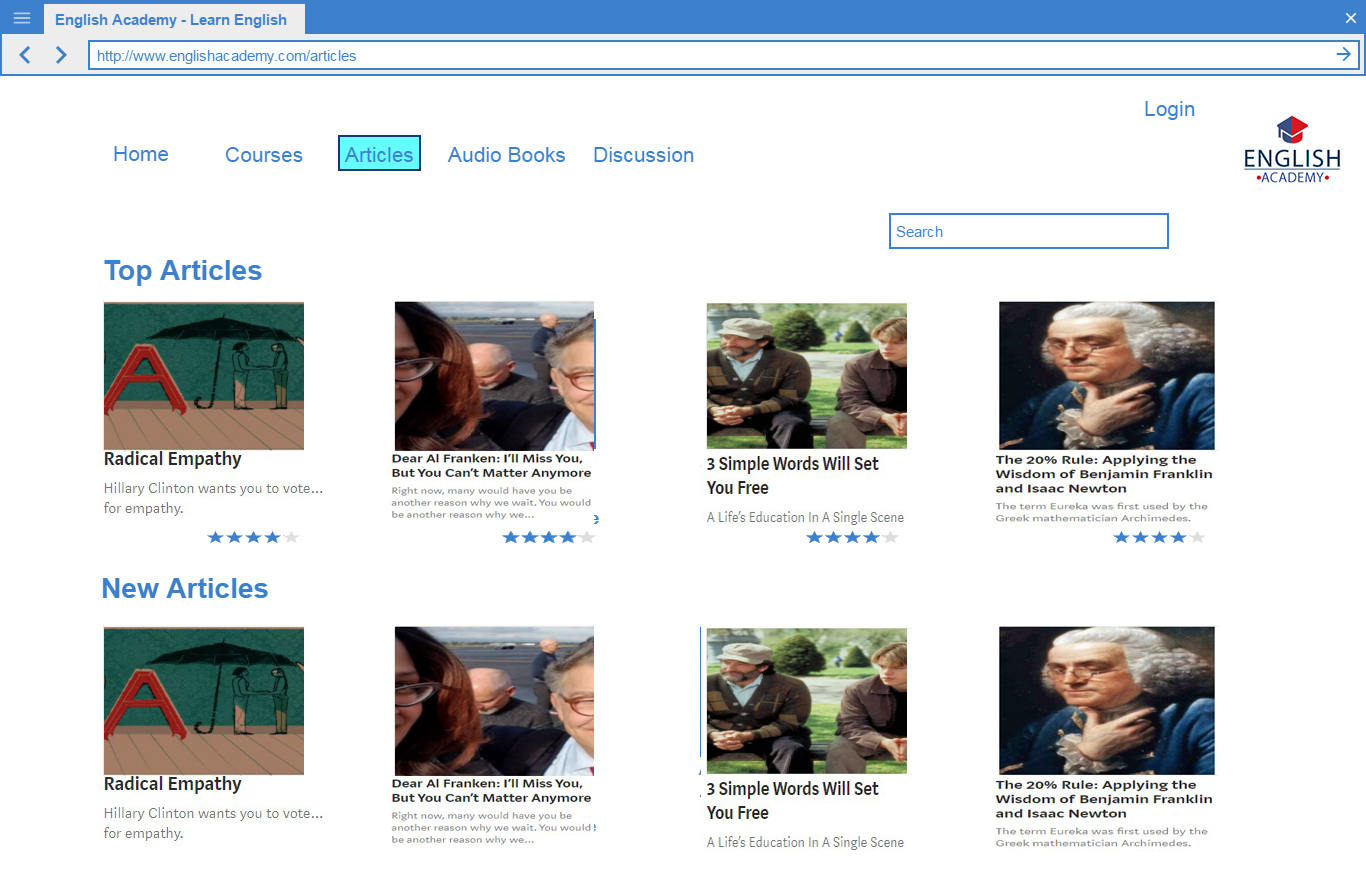 English Academy - Learn English
http://www.englishacademy.com/articles
Login
Home Courses Articles Audio Books Discussion
ENGLISH
•ACADEMY•
Search
Top Articles
Radical Empathy
Hillary Clinton wants you to vote...
for empathy.
Dear Al Franken: I'll Miss You,
But You Can't Matter Anymore
Right now, many would have you be
another reason why we wait. You would
be another reason why we...
3 Simple Words Will Set
You Free
A Life's Education In A Single Scene
The 20% Rule: Applying the
Wisdom of Benjamin Franklin
and Isaac Newton
The term Eureka was first used by the
Greek mathematician Archimedes.
New Articles
Radical Empathy
Hillary Clinton wants you to vote...
for empathy.
Dear Al Franken: I'll Miss You,
But You Can't Matter Anymore
Right now, many would have you be
another reason why we wait. You would
be another reason why we...
3 Simple Words Will Set
You Free
A Life's Education In A Single Scene
The 20% Rule: Applying the
Wisdom of Benjamin Franklin
and Isaac Newton
The term Eureka was first used by the
Greek mathematician Archimedes.